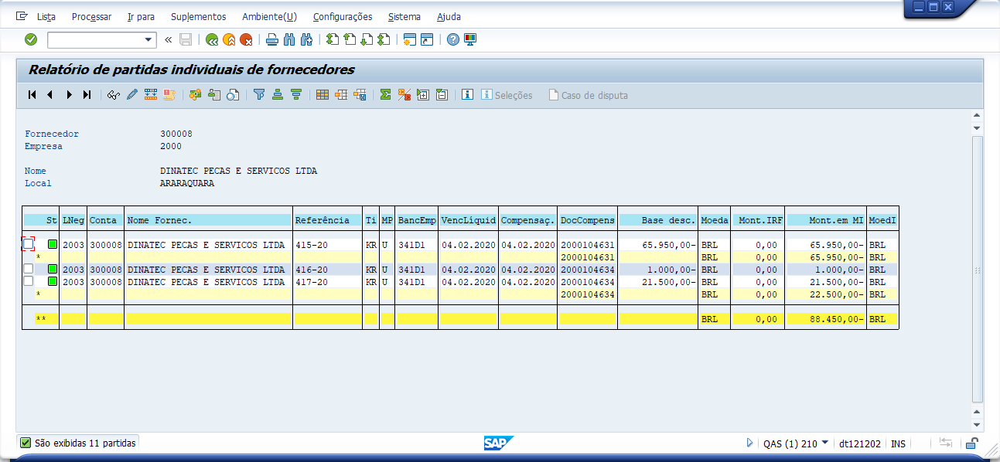 Lista Processar Ir para Suplementos Ambiente(U) Configurações Sistema Ajuda
Relatório de partidas individuais de fornecedores
Seleções Caso de disputa
Fornecedor 300008
Empresa 2000
Nome DINATEC PECAS E SERVICOS LTDA
Local ARARAQUARA
St LNeg Conta Nome Fornec. Referência Ti MP BancEmp VencLiquid Compensaç. DocCompens Base desc. Moeda Mont.IRF Mont.em MI MoedI
2003 300008 DINATEC PECAS E SERVICOS LTDA 415-20 KR U 341D1 04.02.2020 04.02.2020 2000104631 65.950,00- BRL 0,00 65.950,00- BRL
* 2000104631 BRL 0,00 65.950,00- BRL
2003 300008 DINATEC PECAS E SERVICOS LTDA 416-20 KR U 341D1 04.02.2020 04.02.2020 2000104634 1.000,00- BRL 0,00 1.000,00- BRL
2003 300008 DINATEC PECAS E SERVICOS LTDA 417-20 KR U 341D1 04.02.2020 04.02.2020 2000104634 21.500,00- BRL 0,00 21.500,00- BRL
* 2000104634 BRL 0,00 22.500,00- BRL
** BRL 0,00 88.450,00- BRL
São exibidas 11 partidas SAP QAS (1) 210 dt121202 INS